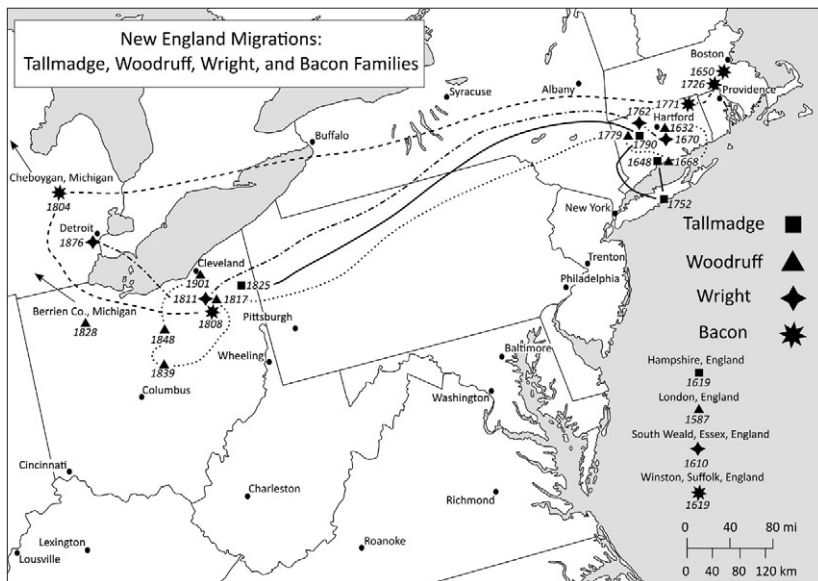 New England Migrations:
Tallmadge, Woodruff, Wright, and Bacon Families
Boston
1650
1726
Syracuse
Albany
1771
Providence
1762
Hartford
1632
1779
1790
1670
Buffalo
1648
1668
Cheboygan, Michigan
1804
1752
New York
Detroit
1876
Trenton
Philadelphia
Cleveland
1901
1825
1811
1817
1808
Berrien Co., Michigan
1828
1848
Pittsburgh
Wheeling
1839
Columbus
Baltimore
Washington
Cincinnati
Charleston
Richmond
Lexington
Lousville
Roanoke
Tallmadge
Woodruff
Wright
Bacon
Hampshire, England
1619
London, England
1587
South Weald, Essex, England
1610
Winston, Suffolk, England
1619
0 40 80 mi
0 60 120 km